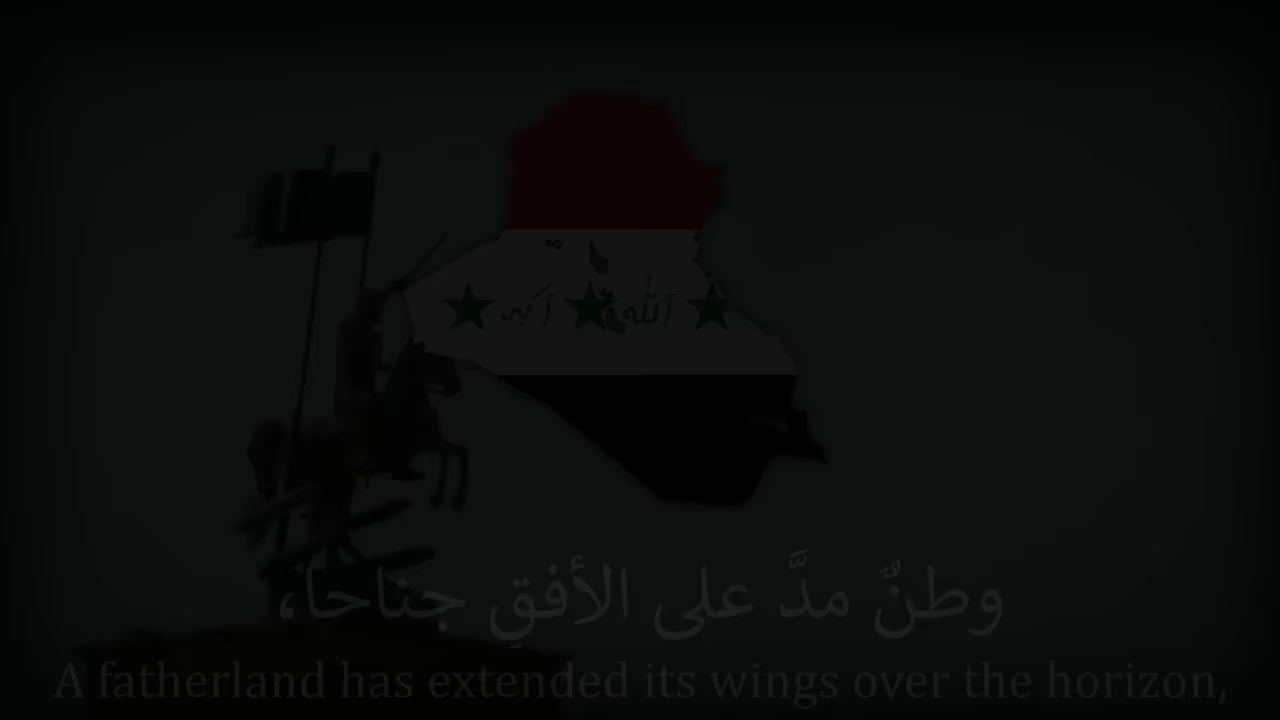 الله أكبر
وطنٌ مدَّ على الأفقِ جناحا،
A fatherland has extended its wings over the horizon,